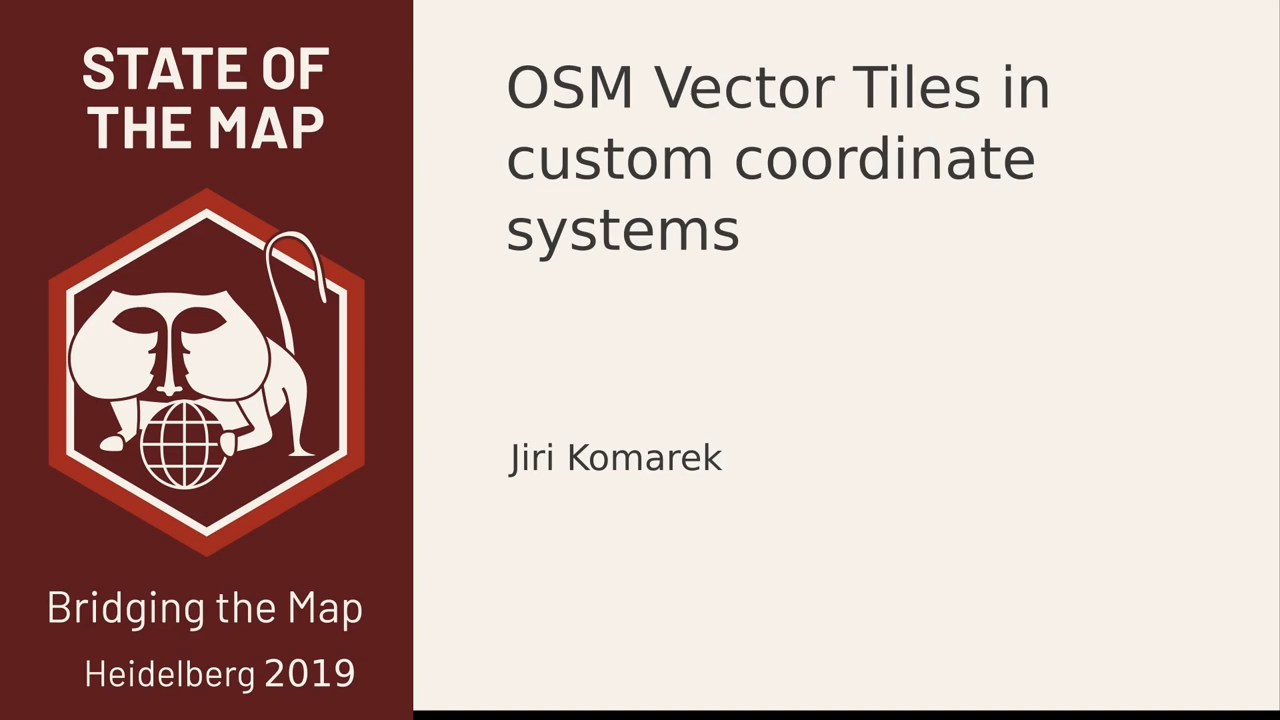 STATE OF
THE MAP
Bridging the Map
Heidelberg 2019
OSM Vector Tiles in
custom coordinate
systems
Jiri Komarek